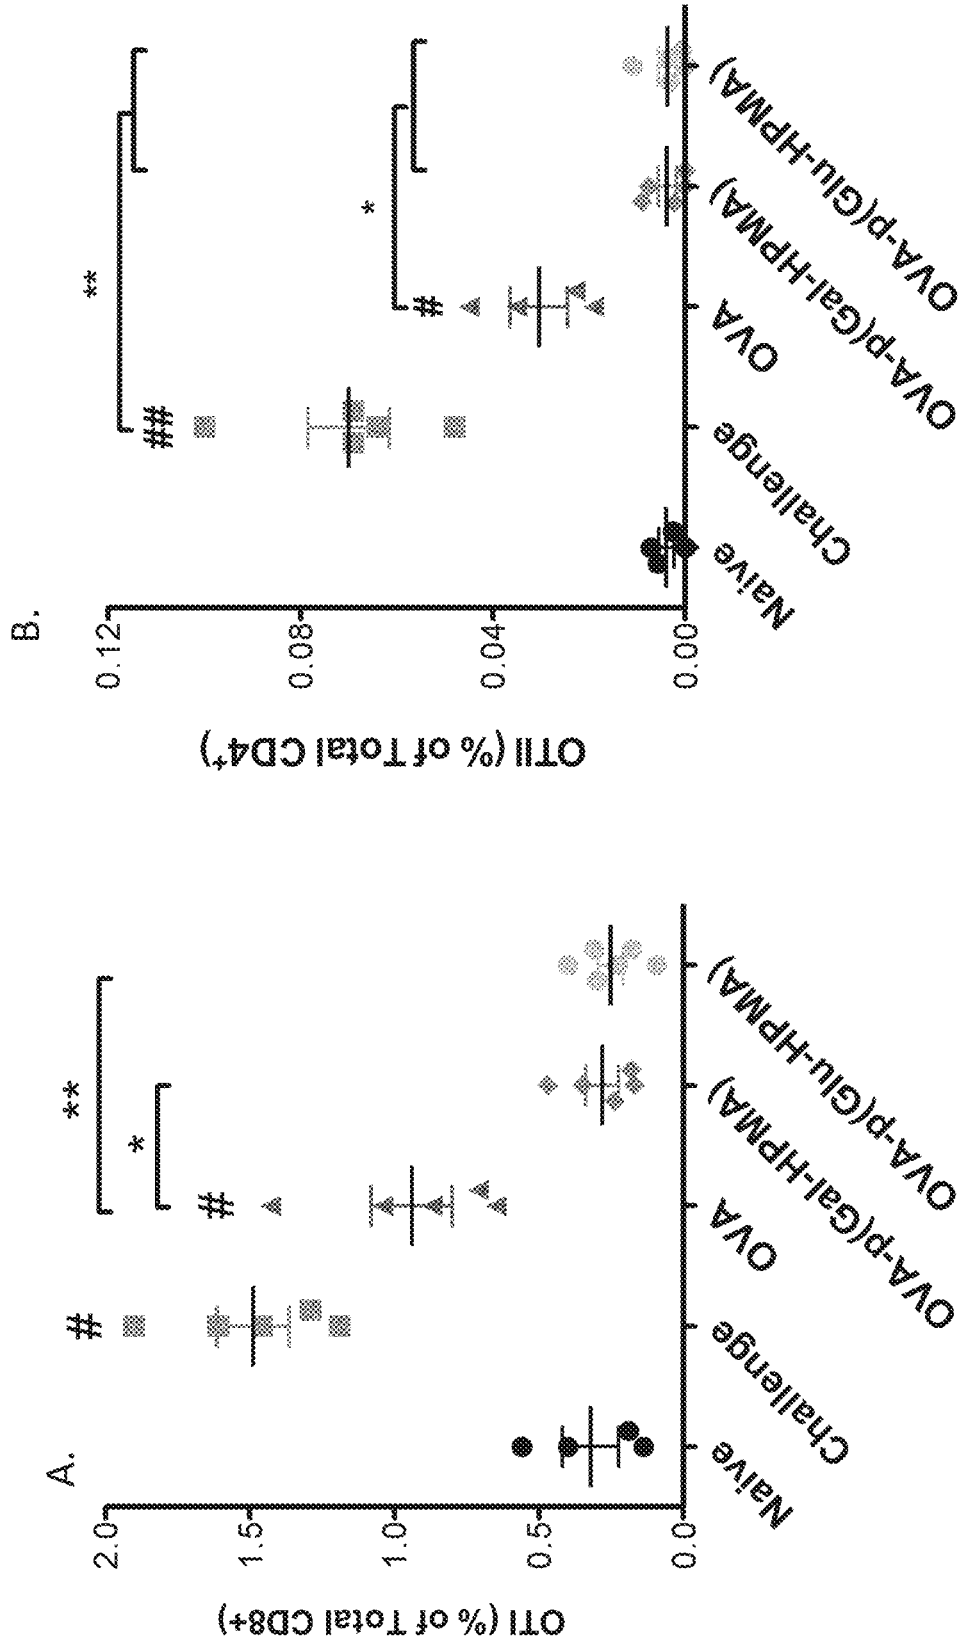 A.
OTI (% of Total CD8+)
2.0
1.5
1.0
0.5
0.0
#
#
*
**
Naive
Challenge
OVA
OVA-p(Gal-HPMA)
OVA-p(Glu-HPMA)
B.
OTII (% of Total CD4+)
0.12
0.08
0.04
0.00
##
**
#
*
Naive
Challenge
OVA
OVA-p(Gal-HPMA)
OVA-p(Glu-HPMA)